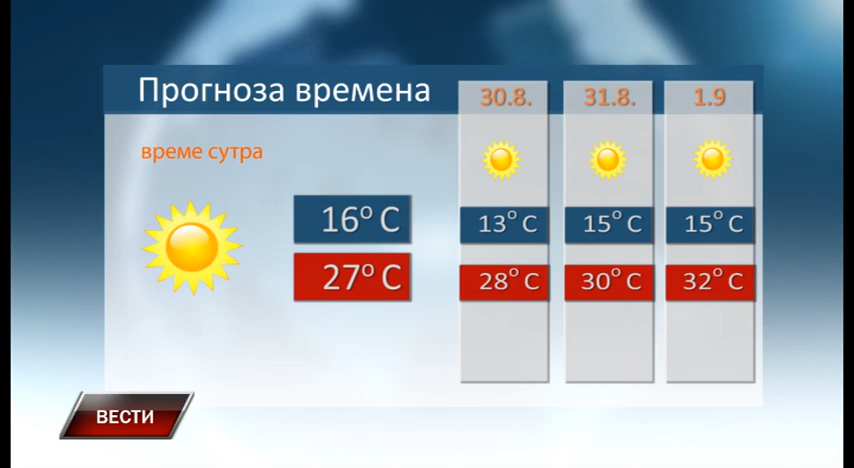 Прогноза времена
30.8.
31.8.
1.9
време сутра
16° C
13° C
15° C
15° C
27° C
28° C
30° C
32° C
ВЕСТИ